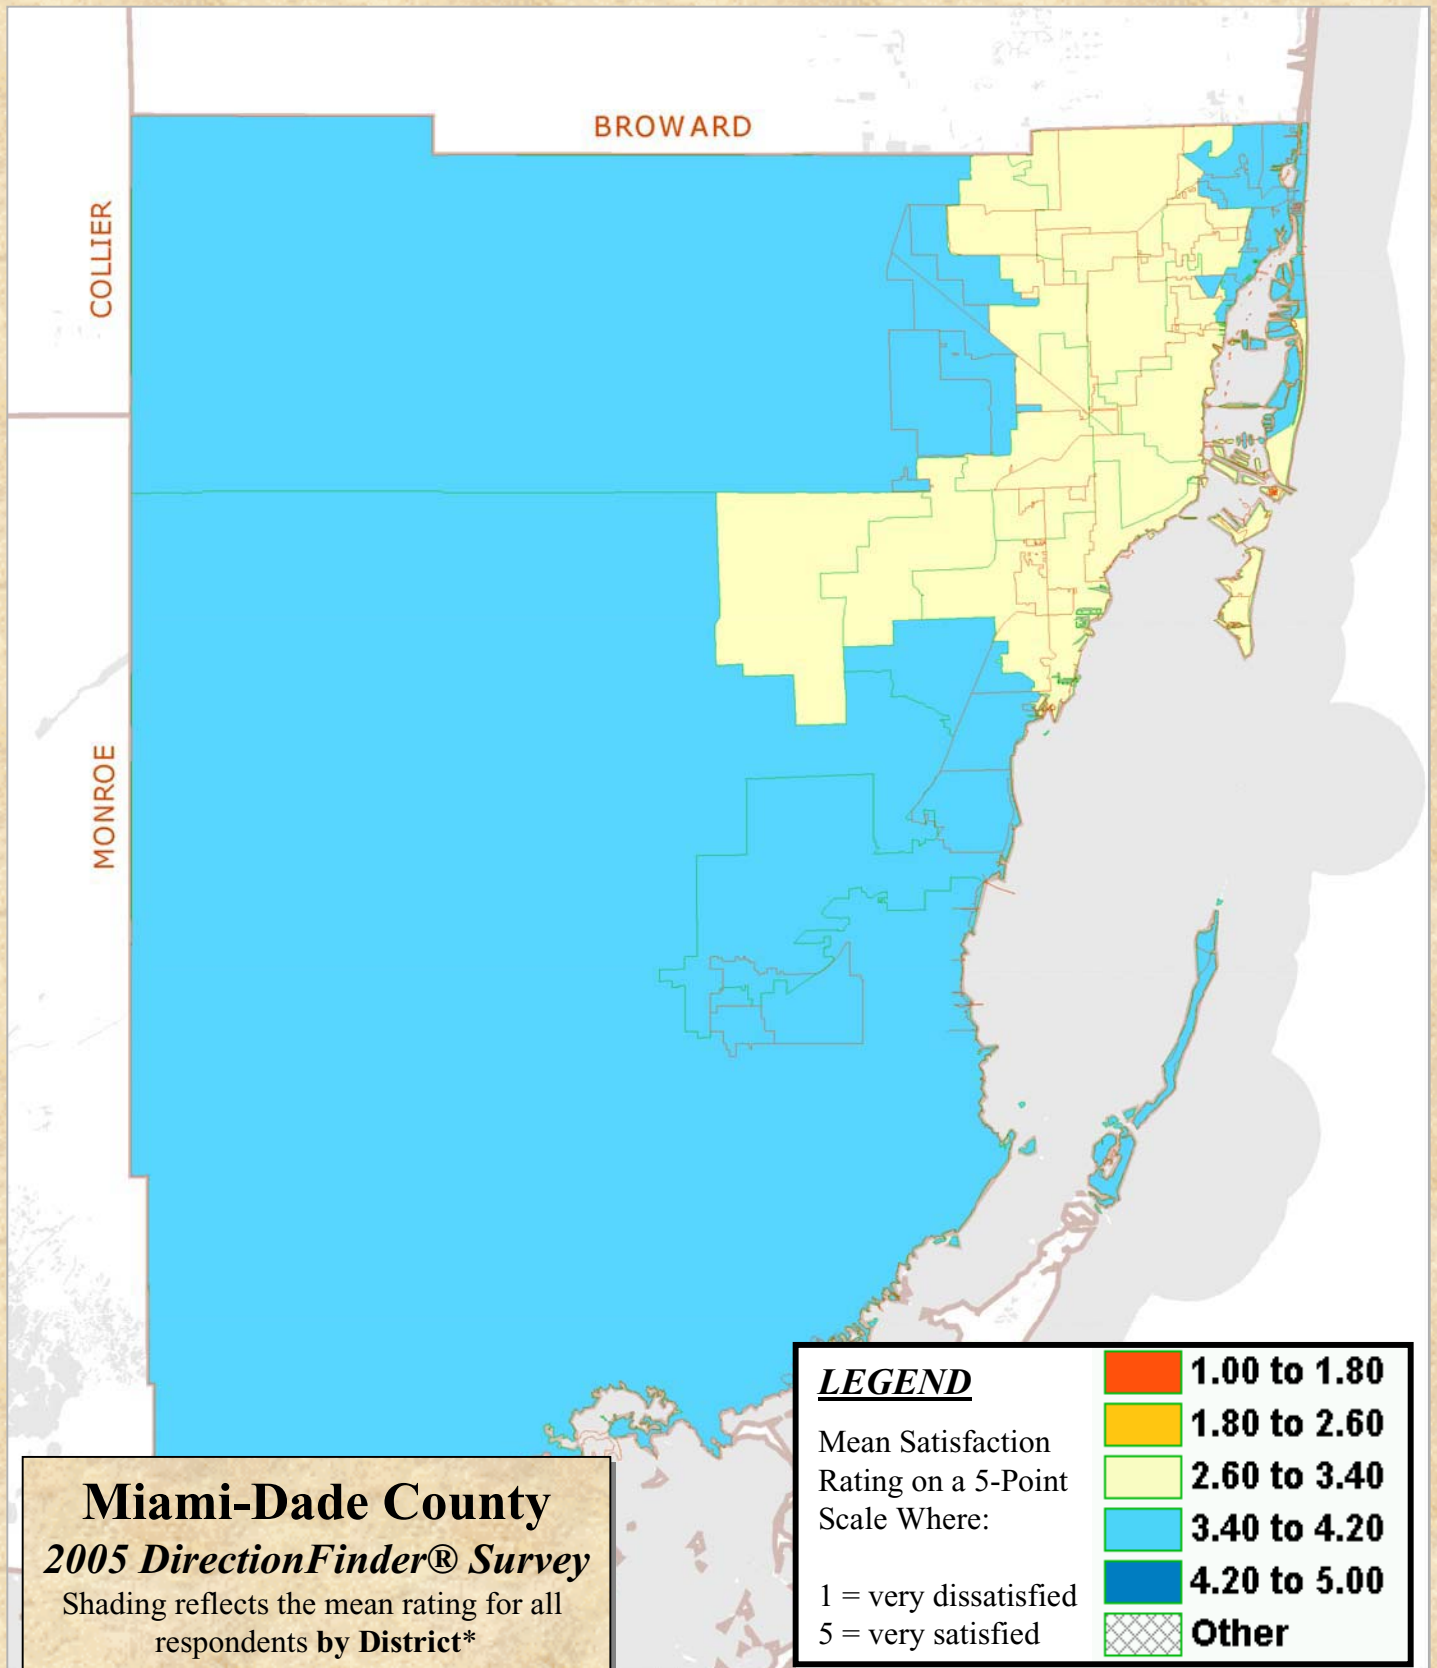 BROWARD
COLLIER
MONROE
LEGEND
Mean Satisfaction
Rating on a 5-Point
Scale Where:
1 = very dissatisfied
5 = very satisfied
1.00 to 1.80
1.80 to 2.60
2.60 to 3.40
3.40 to 4.20
4.20 to 5.00
Other
Miami-Dade County
2005 DirectionFinder® Survey
Shading reflects the mean rating for all
respondents by District*